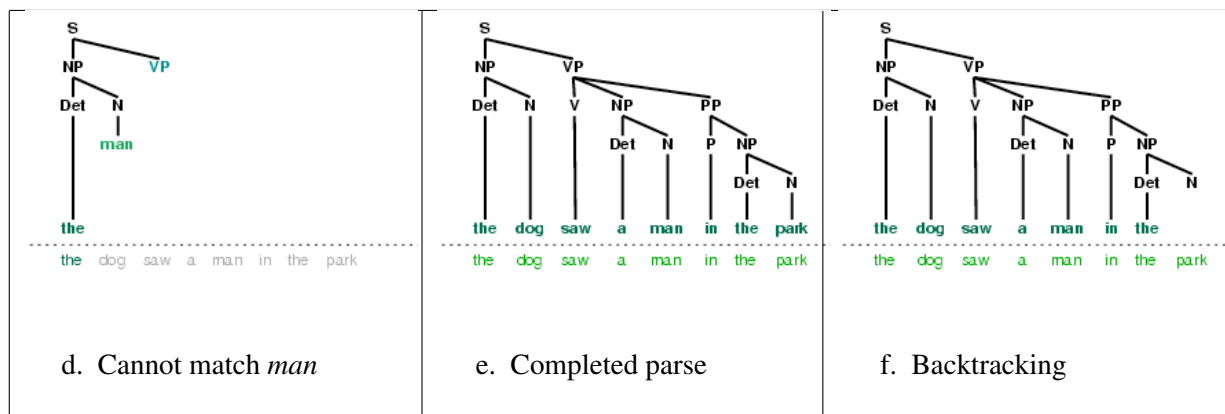 S
NP VP
Det N
man
the
the dog saw a man in the park
d. Cannot match man
S
NP VP
Det N V NP PP
Det N P NP
Det N
the dog saw a man in the park
the dog saw a man in the park
e. Completed parse
S
NP VP
Det N V NP PP
Det N P NP
Det N
the dog saw a man in the
the dog saw a man in the park
f. Backtracking